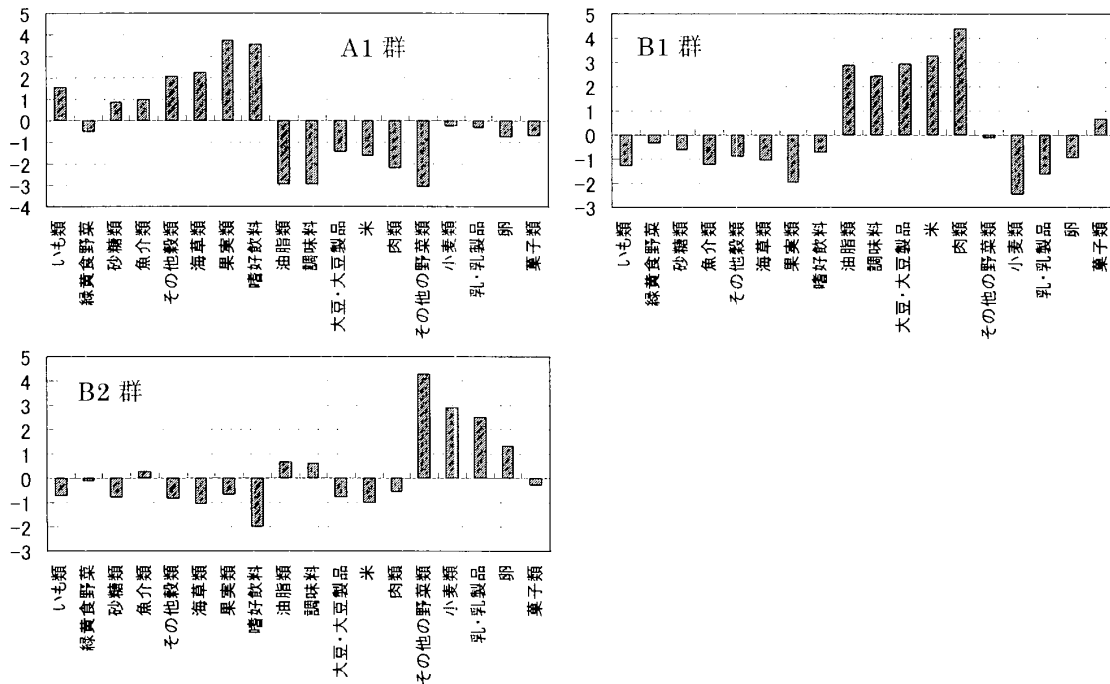 5
4
3
2
1
0
-1
-2
-3
-4
A1 群
いも類
緑黄食野菜
砂糖類
魚介類
その他穀類
海草類
果実類
嗜好飲料
油脂類
調味料
大豆・大豆製品
米
肉類
その他の野菜類
小麦類
乳・乳製品
卵
菓子類
5
4
3
2
1
0
-1
-2
-3
B1 群
いも類
緑黄食野菜
砂糖類
魚介類
その他穀類
海草類
果実類
嗜好飲料
油脂類
調味料
大豆・大豆製品
米
肉類
その他の野菜類
小麦類
乳・乳製品
卵
菓子類
5
4
3
2
1
0
-1
-2
-3
B2 群
いも類
緑黄食野菜
砂糖類
魚介類
その他穀類
海草類
果実類
嗜好飲料
油脂類
調味料
大豆・大豆製品
米
肉類
その他の野菜類
小麦類
乳・乳製品
卵
菓子類